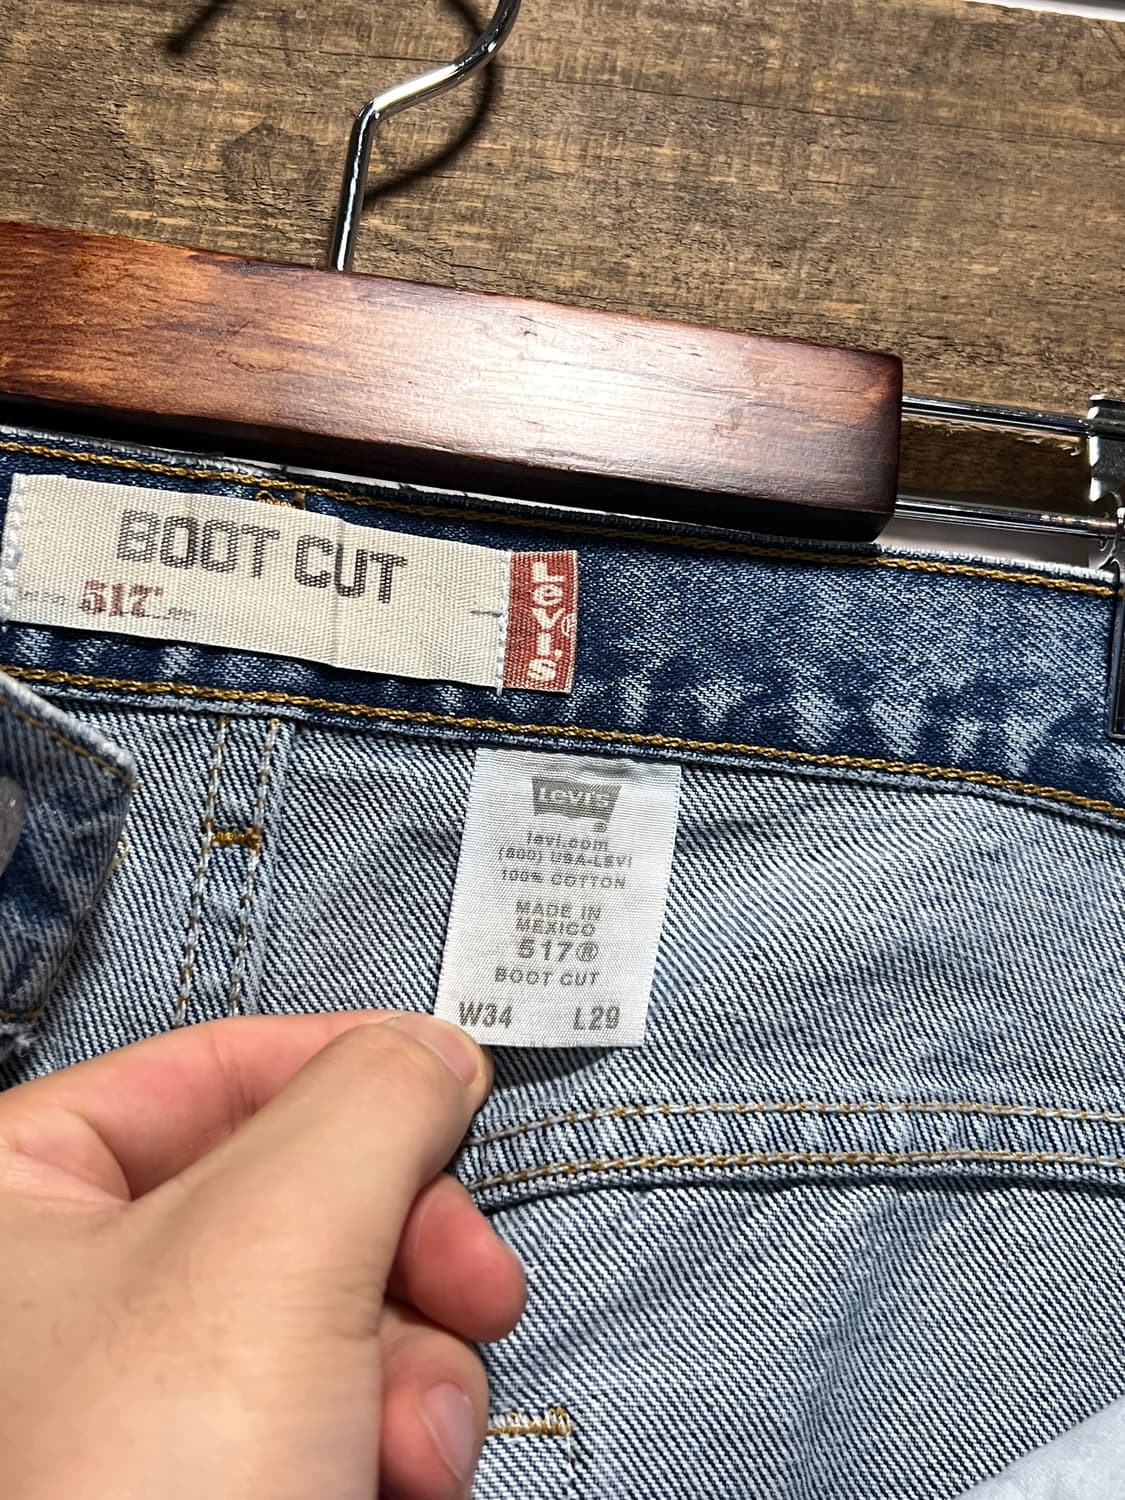 BOOT CUT
517™
Levi's®
Levi's
®
levi.com
(800) USA-LEVI
100% COTTON
MADE IN
MEXICO
517®
BOOT CUT
W34 L29